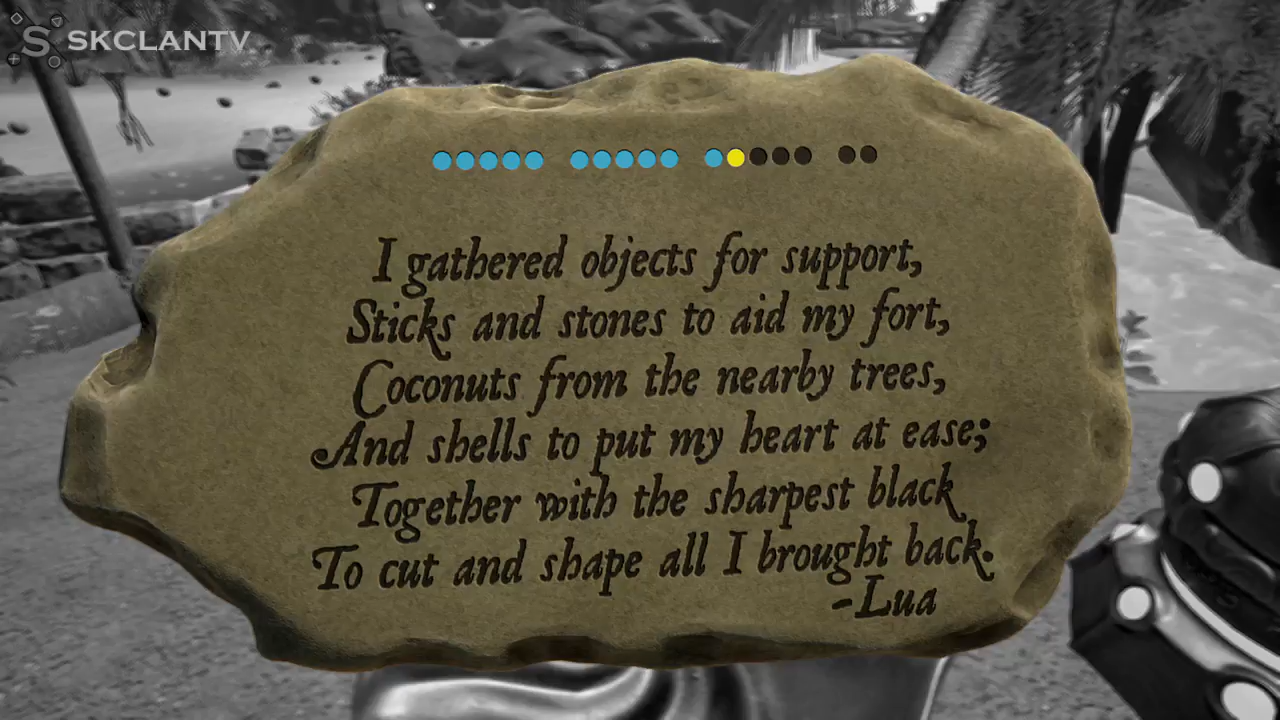 SKCLANTV
I gathered objects for support,
Sticks and stones to aid my fort,
Coconuts from the nearby trees,
And shells to put my heart at ease;
Together with the sharpest black
To cut and shape all I brought back.
-Lua